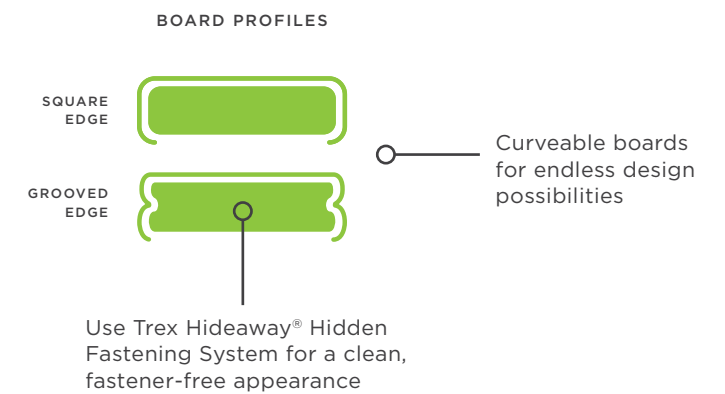 BOARD PROFILES
SQUARE
EDGE
Curveable boards
for endless design
possibilities
GROOVED
EDGE
Use Trex Hideaway® Hidden
Fastening System for a clean,
fastener-free appearance